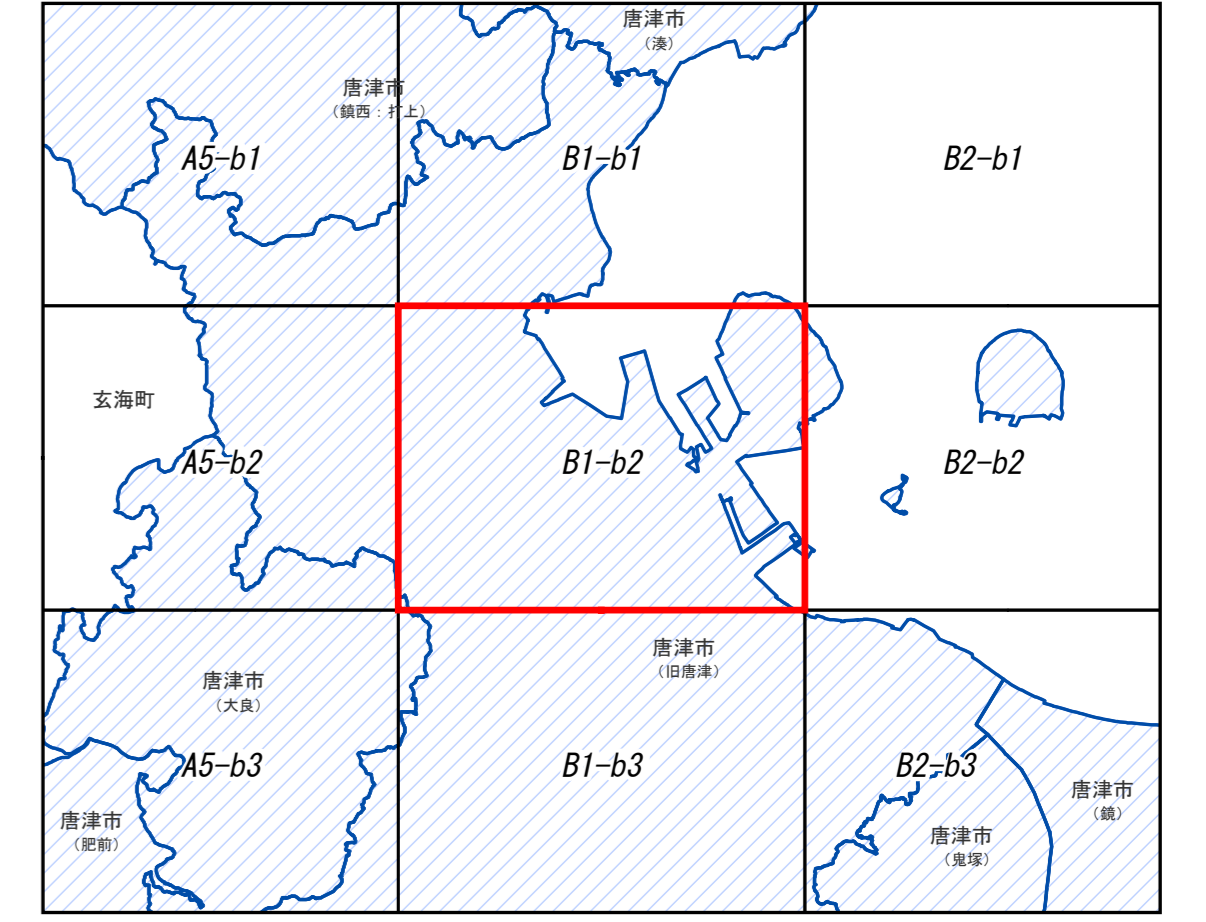 唐津市
（湊）
唐津市
（鎮西：打上）
A5-b1
B1-b1
B2-b1
玄海町
A5-b2
B1-b2
B2-b2
唐津市
（旧唐津）
唐津市
（大良）
A5-b3
B1-b3
B2-b3
唐津市
（鏡）
唐津市
（肥前）
唐津市
（鬼塚）